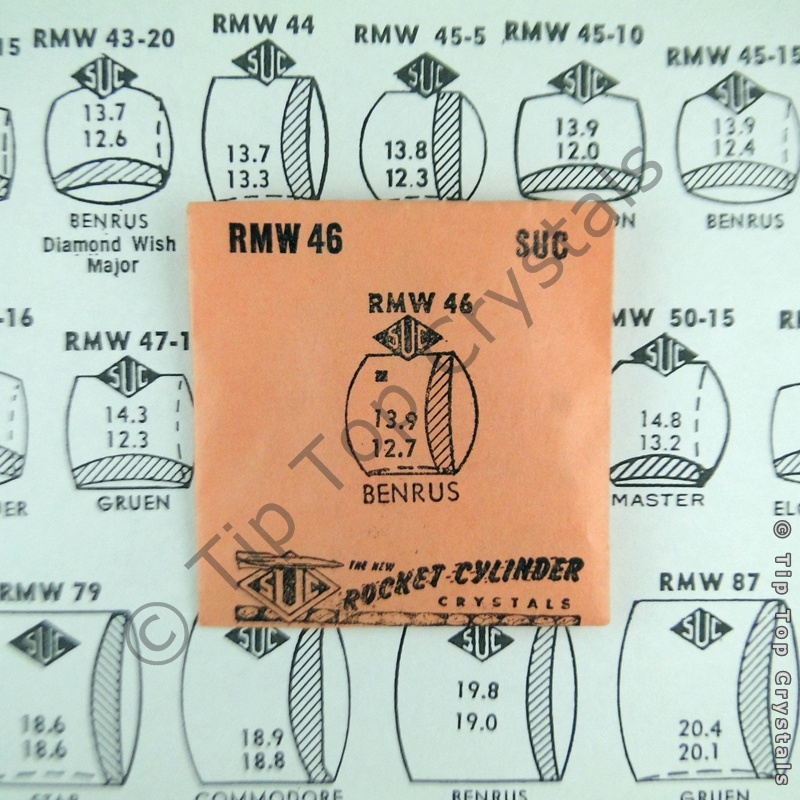 15
RMW 43-20
RMW 44
RMW 45-5
RMW 45-10
RMW 45-15
SUC
SUC
SUC
SUC
SUC
13.7
12.6
13.7
13.3
13.8
12.3
13.9
12.0
13.9
12.4
BENRUS
Diamond Wish
Major
ON
BENRUS
RMW 46
SUC
RMW 46
SUC
13.9
12.7
BENRUS
SUC
THE NEW
ROCKET-CYLINDER
CRYSTALS
-16
RMW 47-1
MW 50-15
SUC
SUC
14.3
12.3
14.8
13.2
ER
GRUEN
MASTER
RMW 79
RMW 87
SUC
SUC
SUC
SUC
18.6
18.6
18.9
18.8
19.8
19.0
20.4
20.1
STAR
COMMODORE
BENRUS
GRUEN
© Tip Top Crystals
© Tip Top Crystals